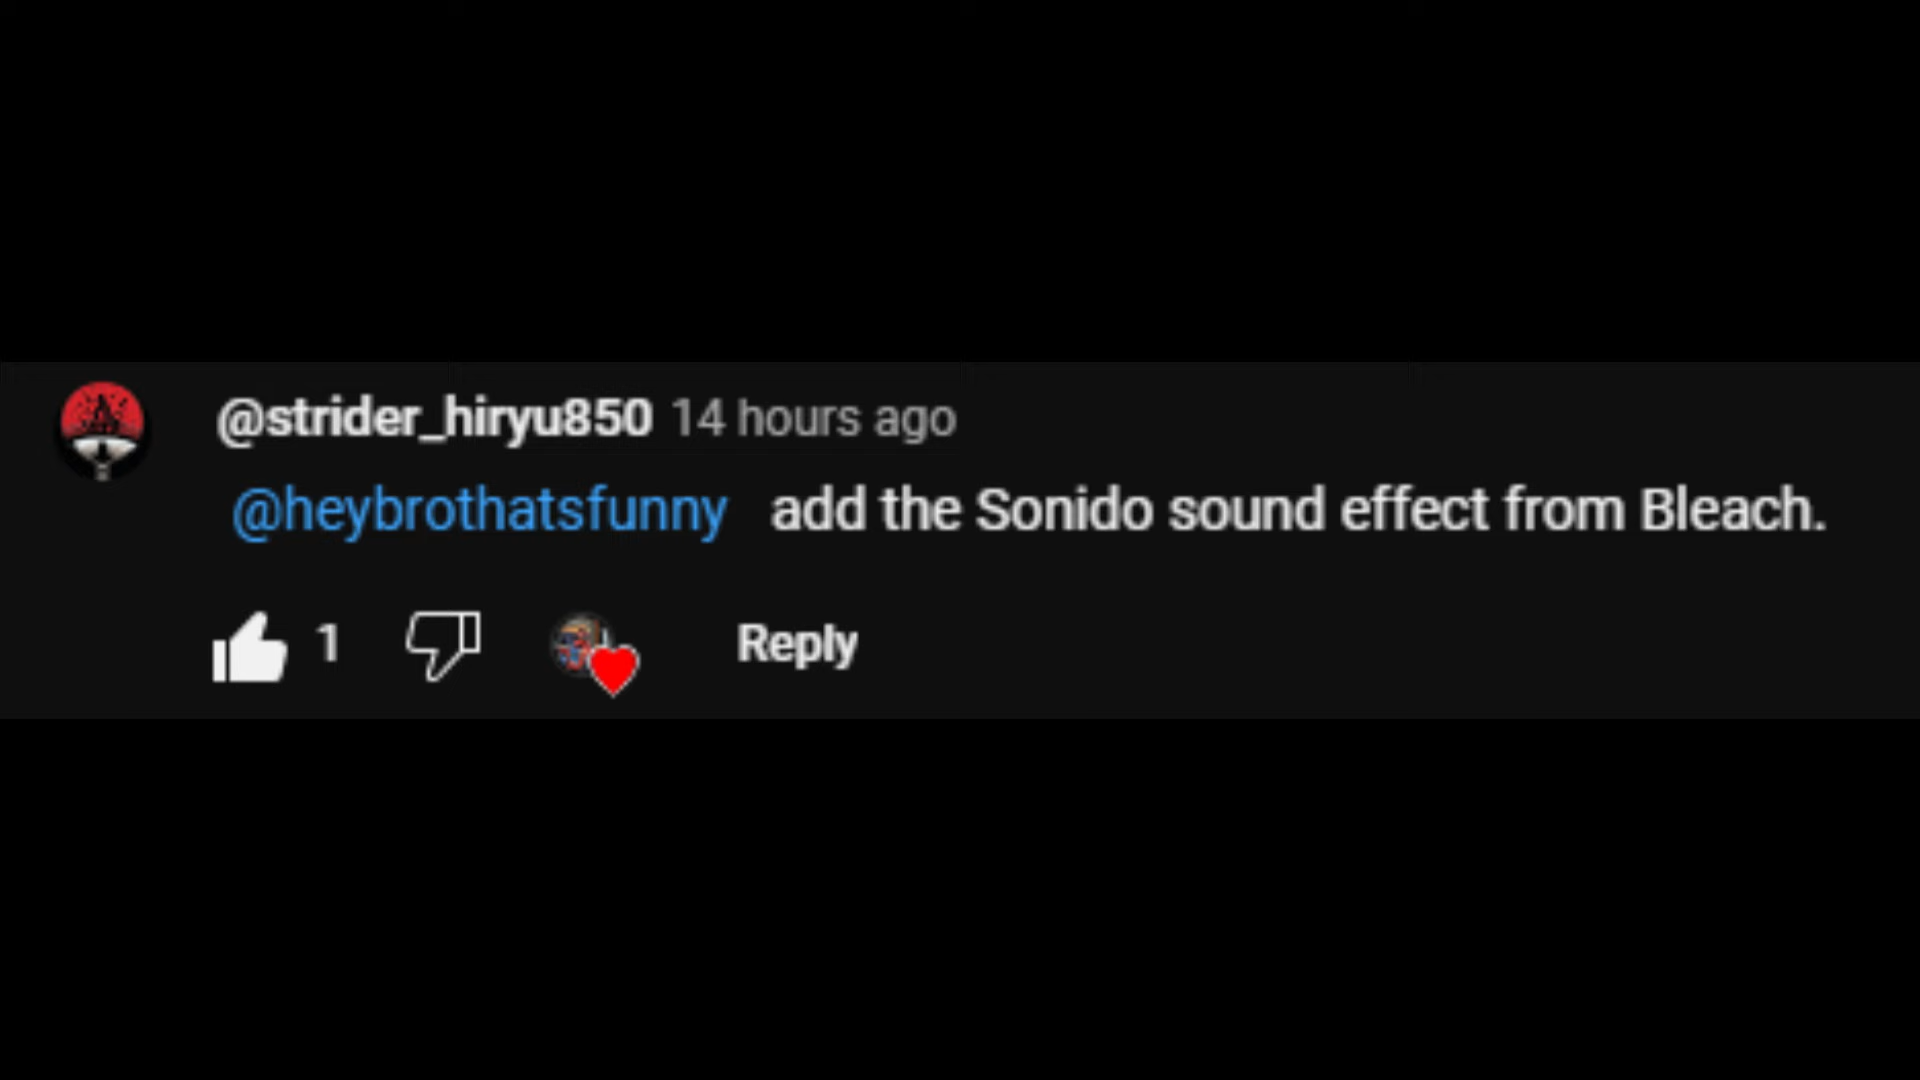 @strider_hiryu850 14 hours ago
@heybrothatsfunny add the Sonido sound effect from Bleach.
1 Reply